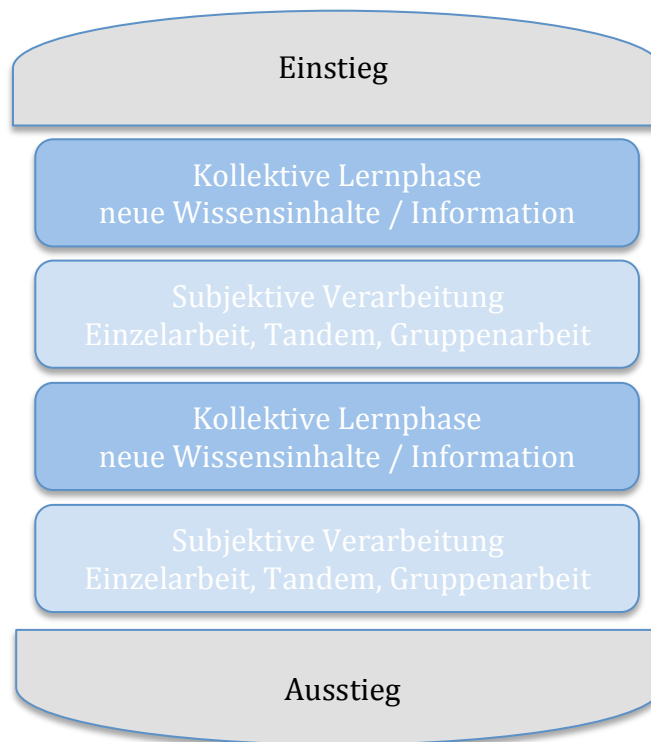 Einstieg
Kollektive Lernphase
neue Wissensinhalte / Information
Subjektive Verarbeitung
Einzelarbeit, Tandem, Gruppenarbeit
Kollektive Lernphase
neue Wissensinhalte / Information
Subjektive Verarbeitung
Einzelarbeit, Tandem, Gruppenarbeit
Ausstieg